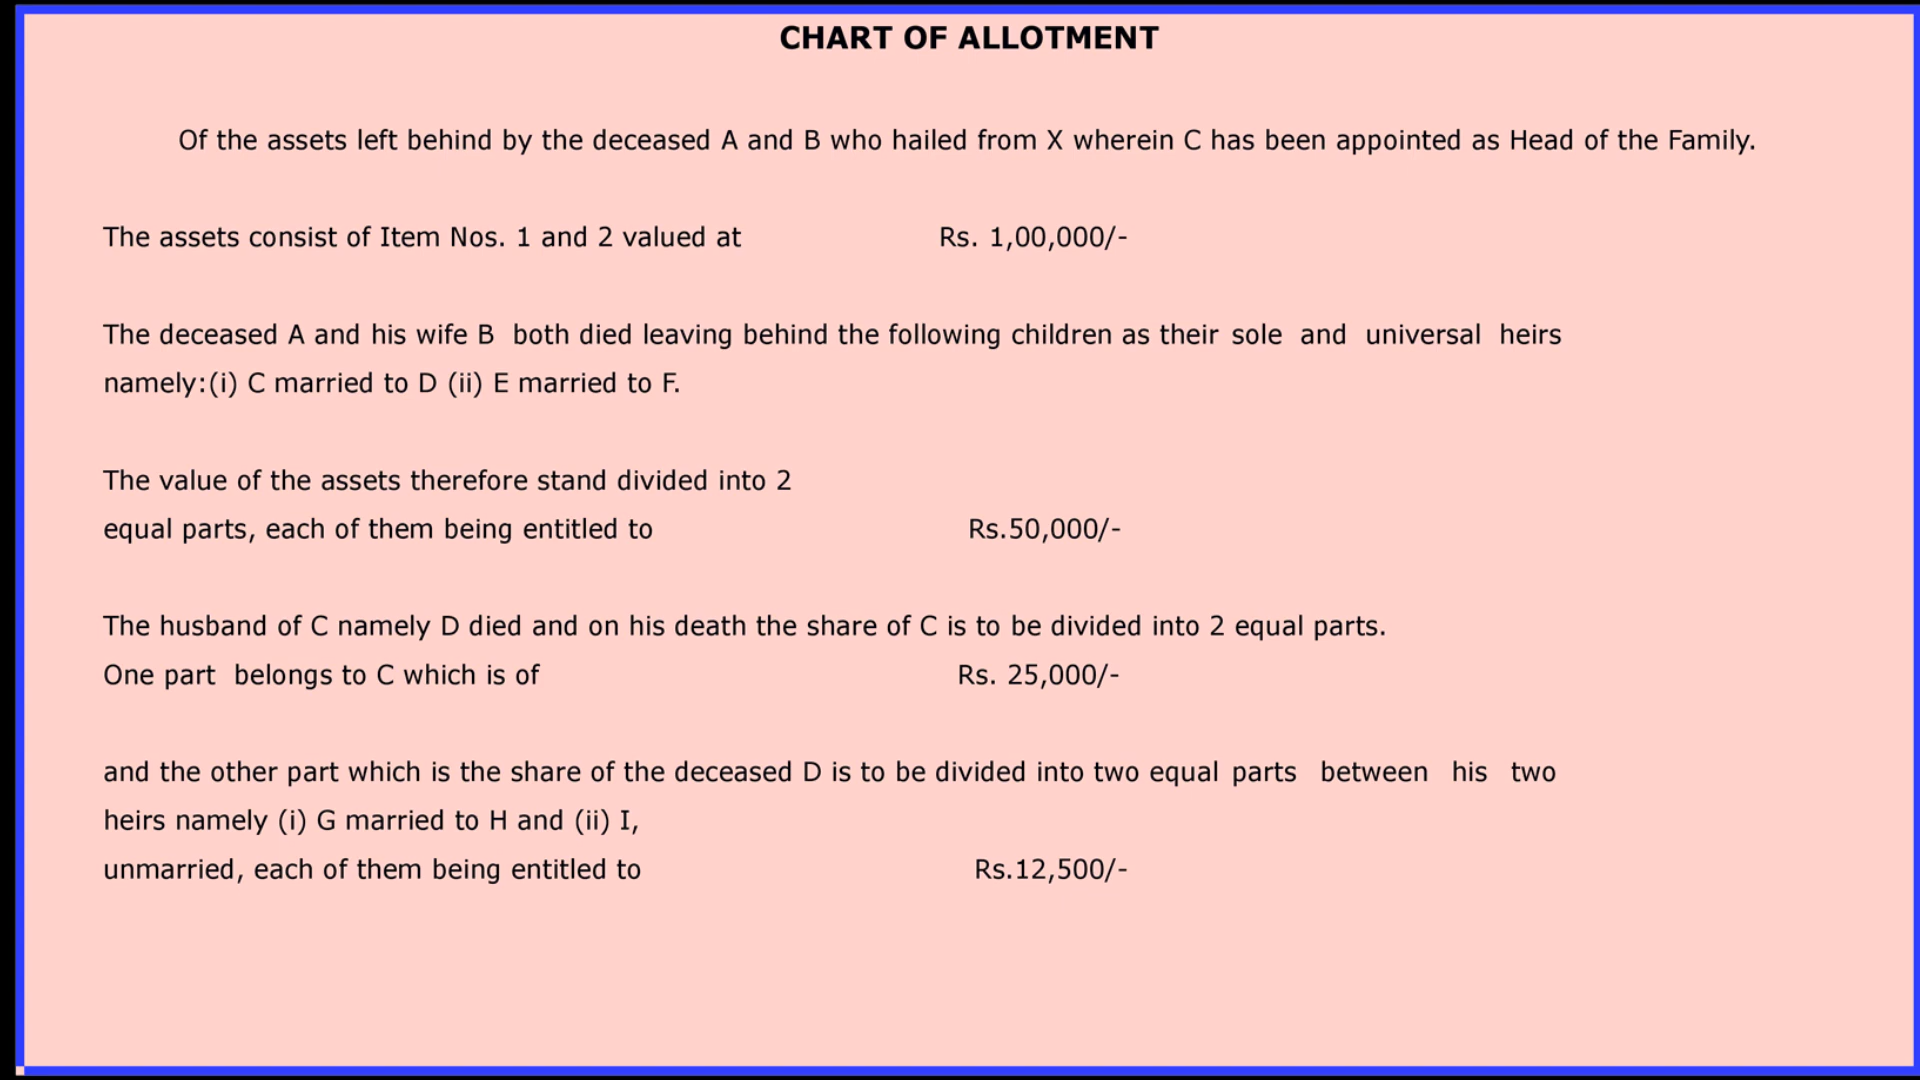 CHART OF ALLOTMENT
Of the assets left behind by the deceased A and B who hailed from X wherein C has been appointed as Head of the Family.
The assets consist of Item Nos. 1 and 2 valued at Rs. 1,00,000/-
The deceased A and his wife B both died leaving behind the following children as their sole and universal heirs
namely:(i) C married to D (ii) E married to F.
The value of the assets therefore stand divided into 2
equal parts, each of them being entitled to Rs.50,000/-
The husband of C namely D died and on his death the share of C is to be divided into 2 equal parts.
One part belongs to C which is of Rs. 25,000/-
and the other part which is the share of the deceased D is to be divided into two equal parts between his two
heirs namely (i) G married to H and (ii) I,
unmarried, each of them being entitled to Rs.12,500/-